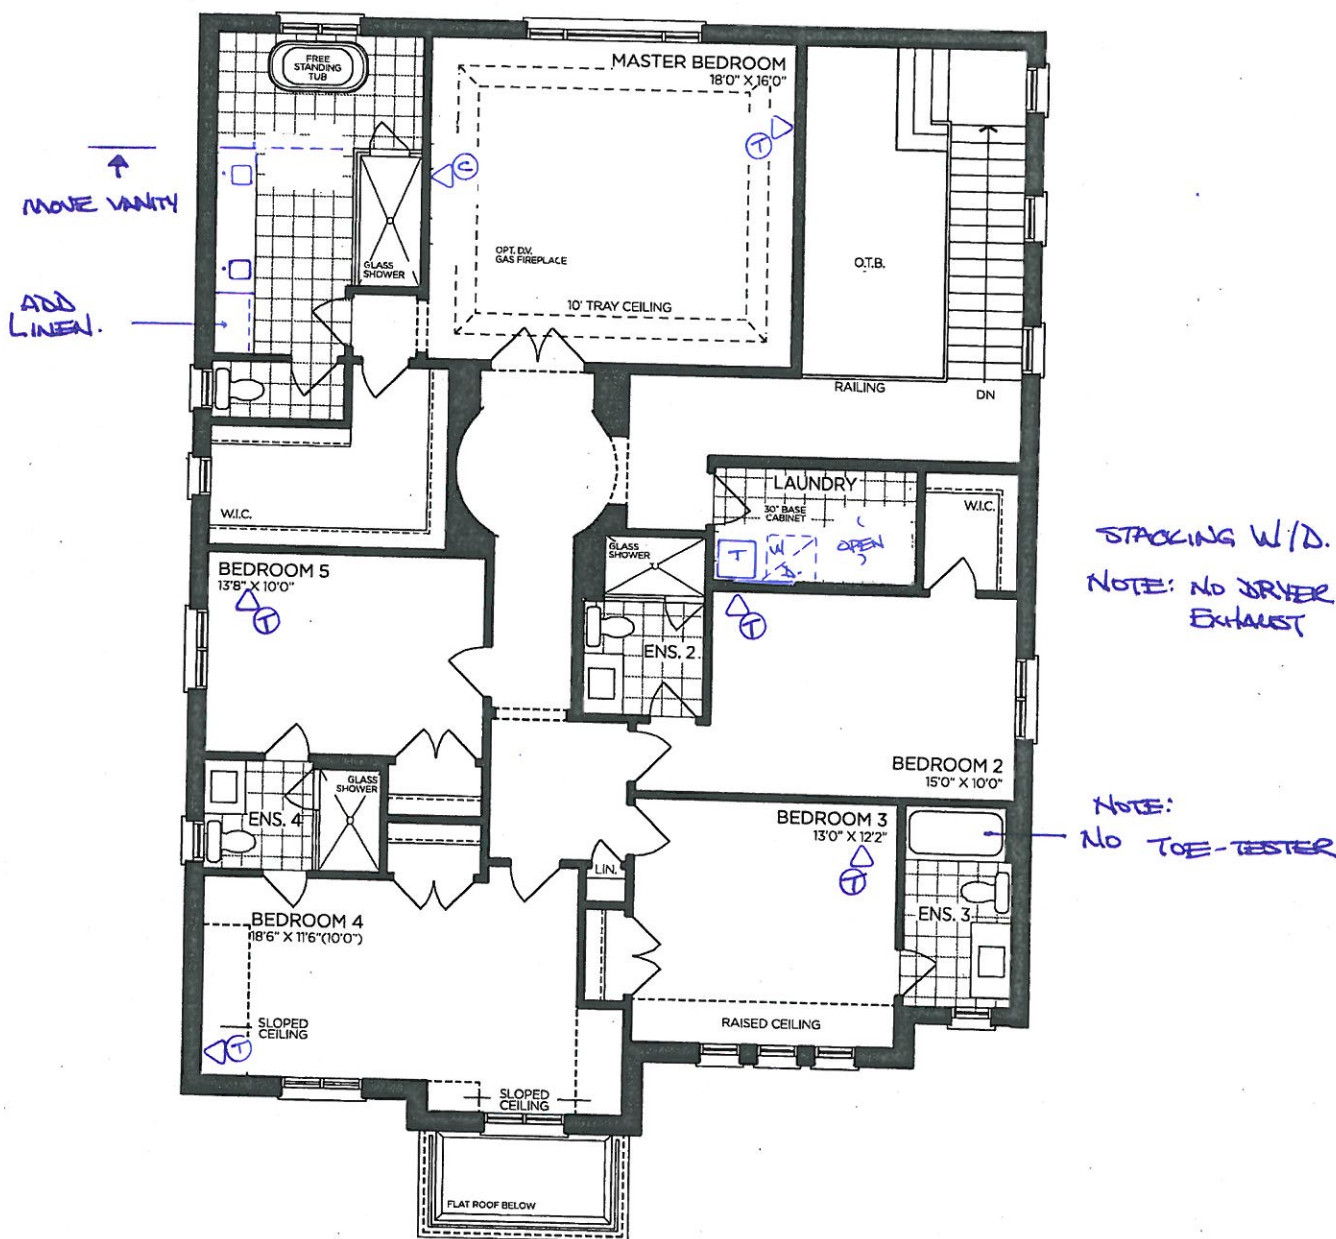 FREE
STANDING
TUB
MASTER BEDROOM
18'0" X 16'0"
T
C
MOVE VANITY
GLASS
SHOWER
OPT. D.V.
GAS FIREPLACE
O.T.B.
ADD
LINEN.
10' TRAY CEILING
RAILING
DN
W.I.C.
LAUNDRY
30" BASE
CABINET
W.I.C.
T
W
D.
OPEN
STACKING W/D.
NOTE: NO DRYER
EXHAUST
GLASS
SHOWER
BEDROOM 5
13'8" X 10'0"
T
T
ENS. 2
BEDROOM 2
15'0" X 10'0"
GLASS
SHOWER
ENS. 4
BEDROOM 3
13'0" X 12'2"
T
NOTE:
NO TOE-TESTER
LIN.
ENS. 3
BEDROOM 4
18'6" X 11'6"(10'0")
SLOPED
CEILING
T
RAISED CEILING
SLOPED
CEILING
FLAT ROOF BELOW